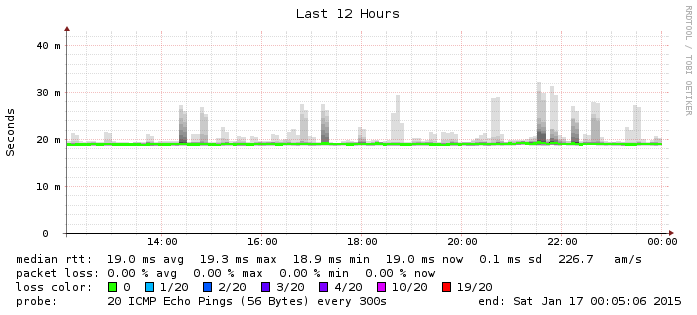 Last 12 Hours
RRDTOOL / TOBI OETIKER
Seconds
40 m
30 m
20 m
10 m
0
14:00 16:00 18:00 20:00 22:00 00:00
median rtt: 19.0 ms avg 19.3 ms max 18.9 ms min 19.0 ms now 0.1 ms sd 226.7 am/s
packet loss: 0.00 % avg 0.00 % max 0.00 % min 0.00 % now
loss color: 0 1/20 2/20 3/20 4/20 10/20 19/20
probe: 20 ICMP Echo Pings (56 Bytes) every 300s end: Sat Jan 17 00:05:06 2015